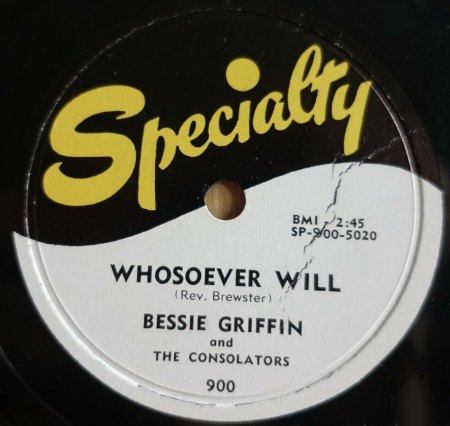 Specialty
BMI - 2:45
SP-900-5020
WHOSOEVER WILL
(Rev. Brewster)
BESSIE GRIFFIN
and
THE CONSOLATORS
900